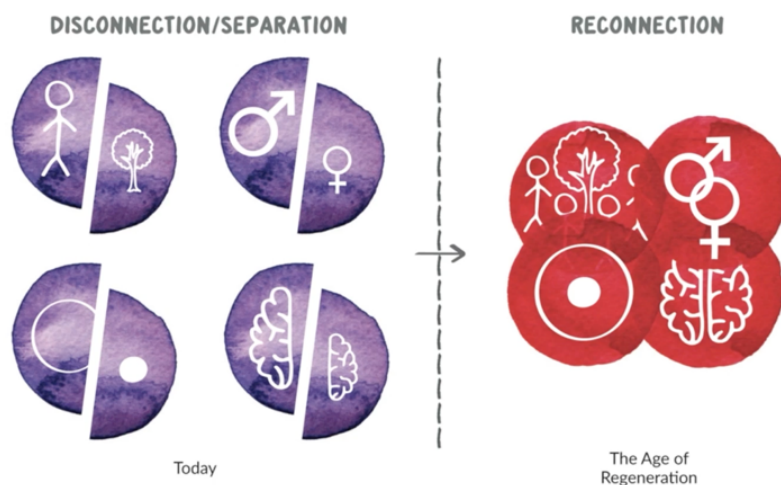 DISCONNECTION/SEPARATION
RECONNECTION
Today
The Age of
Regeneration